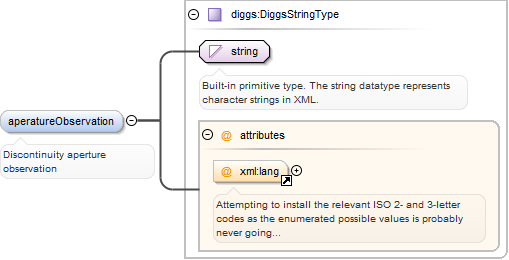 diggs:DiggsStringType
string
Built-in primitive type. The string datatype represents
character strings in XML.
aperatureObservation
Discontinuity aperture
observation
@ attributes
@ xml:lang
Attempting to install the relevant ISO 2- and 3-letter
codes as the enumerated possible values is probably
never going...